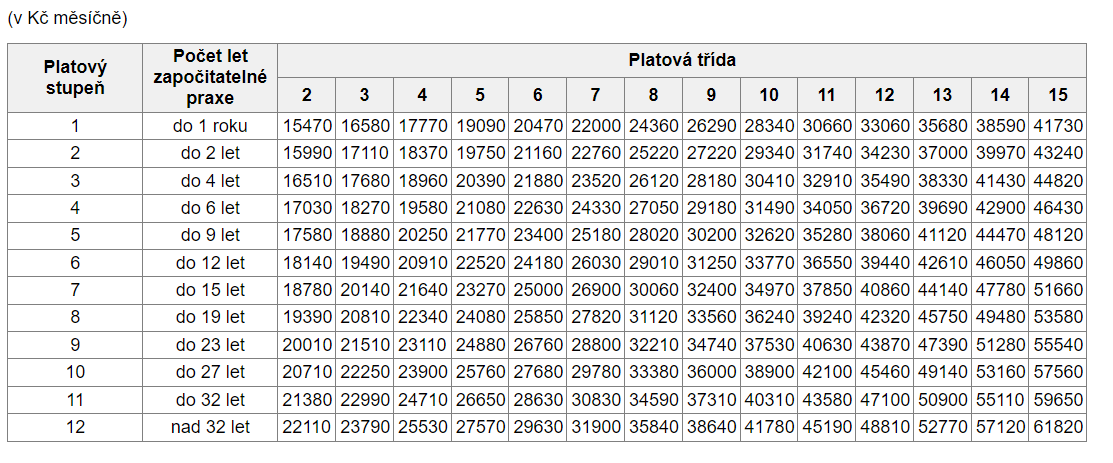 (v Kč měsíčně)
Platový stupeň Počet let započitatelné praxe Platová třída
2 3 4 5 6 7 8 9 10 11 12 13 14 15
1 do 1 roku 15470 16580 17770 19090 20470 22000 24360 26290 28340 30660 33060 35680 38590 41730
2 do 2 let 15990 17110 18370 19750 21160 22760 25220 27220 29340 31740 34230 37000 39970 43240
3 do 4 let 16510 17680 18960 20390 21880 23520 26120 28180 30410 32910 35490 38330 41430 44820
4 do 6 let 17030 18270 19580 21080 22630 24330 27050 29180 31490 34050 36720 39690 42900 46430
5 do 9 let 17580 18880 20250 21770 23400 25180 28020 30200 32620 35280 38060 41120 44470 48120
6 do 12 let 18140 19490 20910 22520 24180 26030 29010 31250 33770 36550 39440 42610 46050 49860
7 do 15 let 18780 20140 21640 23270 25000 26900 30060 32400 34970 37850 40860 44140 47780 51660
8 do 19 let 19390 20810 22340 24080 25850 27820 31120 33560 36240 39240 42320 45750 49480 53580
9 do 23 let 20010 21510 23110 24880 26760 28800 32210 34740 37530 40630 43870 47390 51280 55540
10 do 27 let 20710 22250 23900 25760 27680 29780 33380 36000 38900 42100 45460 49140 53160 57560
11 do 32 let 21380 22990 24710 26650 28630 30830 34590 37310 40310 43580 47100 50900 55110 59650
12 nad 32 let 22110 23790 25530 27570 29630 31900 35840 38640 41780 45190 48810 52770 57120 61820